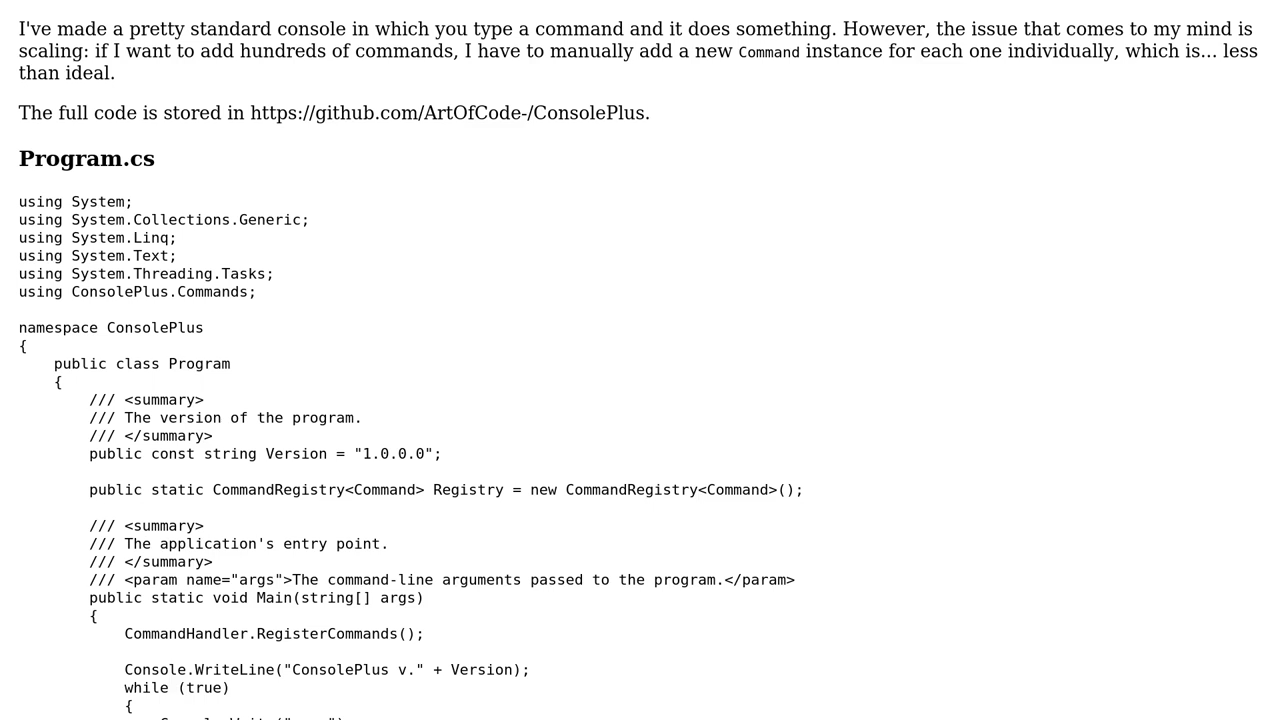 I've made a pretty standard console in which you type a command and it does something. However, the issue that comes to my mind is
scaling: if I want to add hundreds of commands, I have to manually add a new Command instance for each one individually, which is... less
than ideal.
The full code is stored in https://github.com/ArtOfCode-/ConsolePlus.
Program.cs
using System;
using System.Collections.Generic;
using System.Linq;
using System.Text;
using System.Threading.Tasks;
using ConsolePlus.Commands;
namespace ConsolePlus
{
    public class Program
    {
        /// <summary>
        /// The version of the program.
        /// </summary>
        public const string Version = "1.0.0.0";
        public static CommandRegistry<Command> Registry = new CommandRegistry<Command>();
        /// <summary>
        /// The application's entry point.
        /// </summary>
        /// <param name="args">The command-line arguments passed to the program.</param>
        public static void Main(string[] args)
        {
            CommandHandler.RegisterCommands();
            Console.WriteLine("ConsolePlus v." + Version);
            while (true)
            {